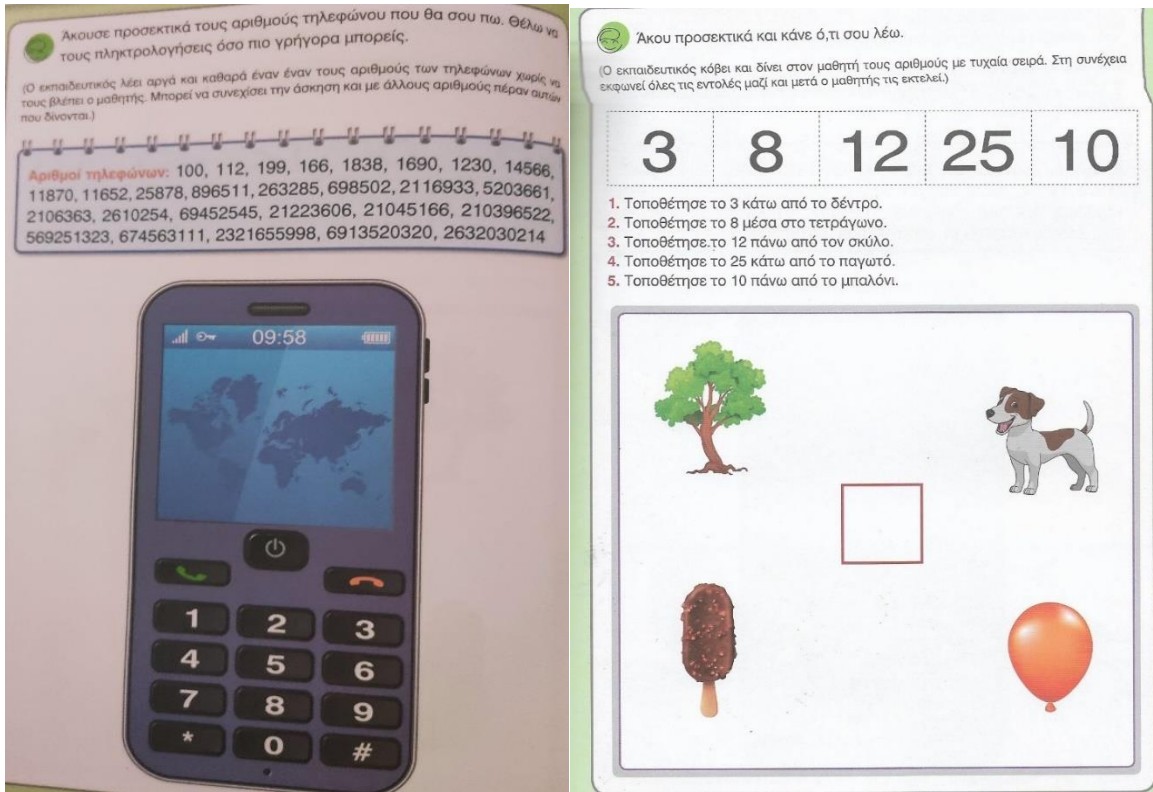 Άκουσε προσεκτικά τους αριθμούς τηλεφώνου που θα σου πω. Θέλω να
τους πληκτρολογήσεις όσο πιο γρήγορα μπορείς.
(Ο εκπαιδευτικός λέει αργά και καθαρά έναν έναν τους αριθμούς των τηλεφώνων χωρίς να
τους βλέπει ο μαθητής. Μπορεί να συνεχίσει την άσκηση και με άλλους αριθμούς πέραν αυτών
που δίνονται.)
Αριθμοί τηλεφώνων: 100, 112, 199, 166, 1838, 1690, 1230, 14566,
11870, 11652, 25878, 896511, 263285, 698502, 2116933, 5203661,
2106363, 2610254, 69452545, 21223606, 21045166, 210396522,
569251323, 674563111, 2321655998, 6913520320, 2632030214
09:58
1 2 3
4 5 6
7 8 9
* 0 #
Άκου προσεκτικά και κάνε ό,τι σου λέω.
(Ο εκπαιδευτικός κόβει και δίνει στον μαθητή τους αριθμούς με τυχαία σειρά. Στη συνέχεια
εκφωνεί όλες τις εντολές μαζί και μετά ο μαθητής τις εκτελεί.)
3 8 12 25 10
1. Τοποθέτησε το 3 κάτω από το δέντρο.
2. Τοποθέτησε το 8 μέσα στο τετράγωνο.
3. Τοποθέτησε το 12 πάνω από τον σκύλο.
4. Τοποθέτησε το 25 κάτω από το παγωτό.
5. Τοποθέτησε το 10 πάνω από το μπαλόνι.